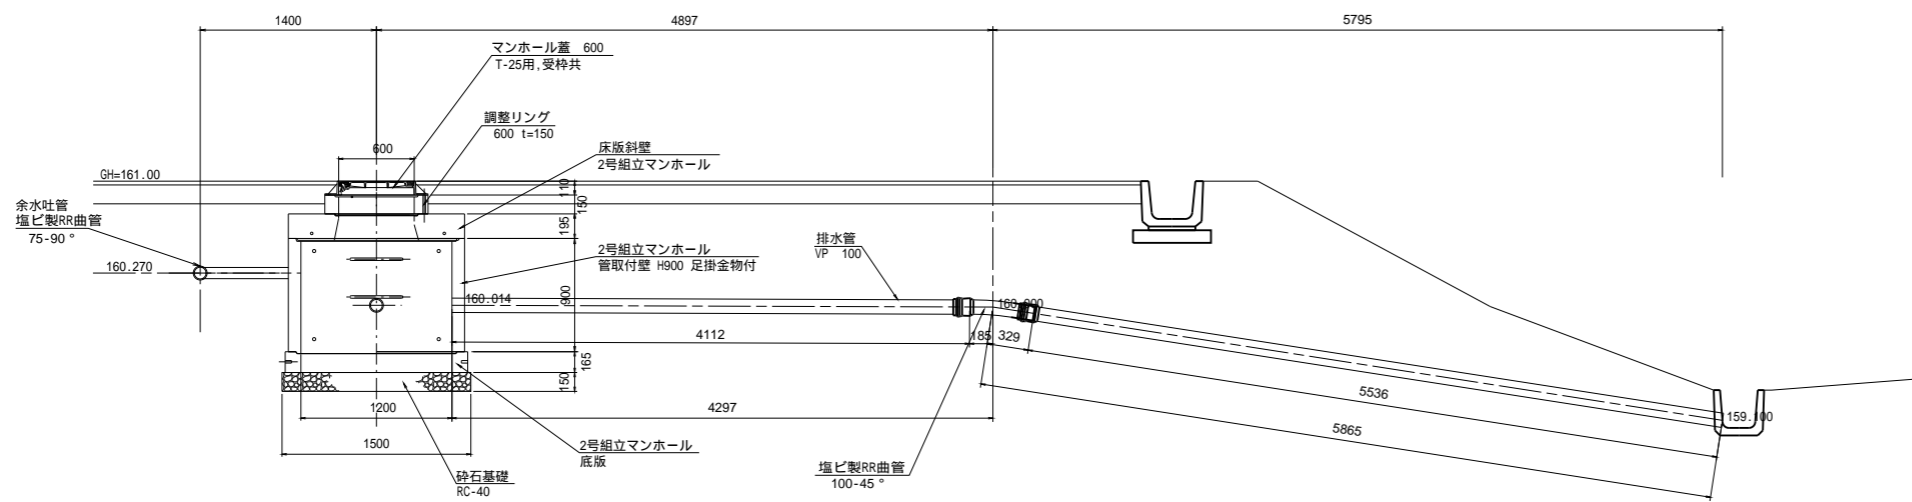 1400
4897
5795
マンホール蓋 600
T-25用,受枠共
調整リング
600 t=150
600
床版斜壁
2号組立マンホール
GH=161.00
110
150
195
余水吐管
塩ビ製RR曲管
75-90°
160.270
2号組立マンホール
管取付壁 H900 足掛金物付
900
排水管
VP 100
160.014
160.000
4112
185
329
165
150
5536
159.100
1200
4297
5865
1500
2号組立マンホール
底版
塩ビ製RR曲管
100-45°
砕石基礎
RC-40